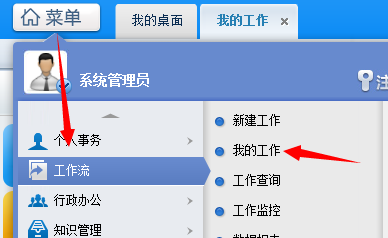 菜单
我的桌面
我的工作
系统管理员
注
个人事务
工作流
行政办公
知识管理
新建工作
我的工作
工作查询
工作监控